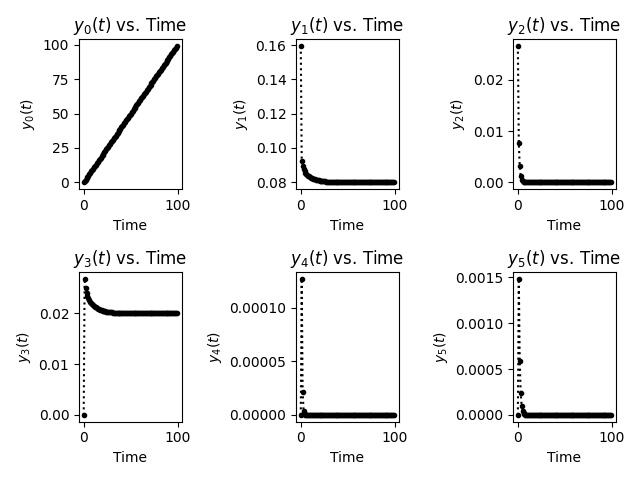 y₀(t) vs. Time
100
75
50
25
0
y₀(t)
0 100
Time
y₁(t) vs. Time
0.16
0.14
0.12
0.10
0.08
y₁(t)
0 100
Time
y₂(t) vs. Time
0.02
0.01
0.00
y₂(t)
0 100
Time
y₃(t) vs. Time
0.02
0.01
0.00
y₃(t)
0 100
Time
y₄(t) vs. Time
0.00010
0.00005
0.00000
y₄(t)
0 100
Time
y₅(t) vs. Time
0.0015
0.0010
0.0005
0.0000
y₅(t)
0 100
Time